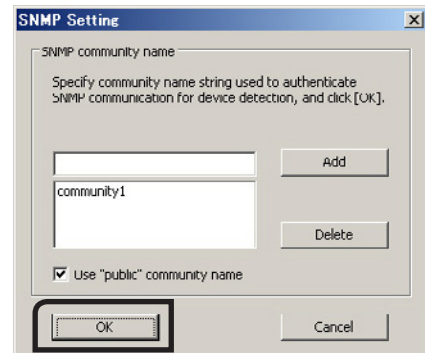 SNMP Setting
SNMP community name
Specify community name string used to authenticate
SNMP communication for device detection, and click [OK].
Add
community1
Delete
Use "public" community name
OK
Cancel